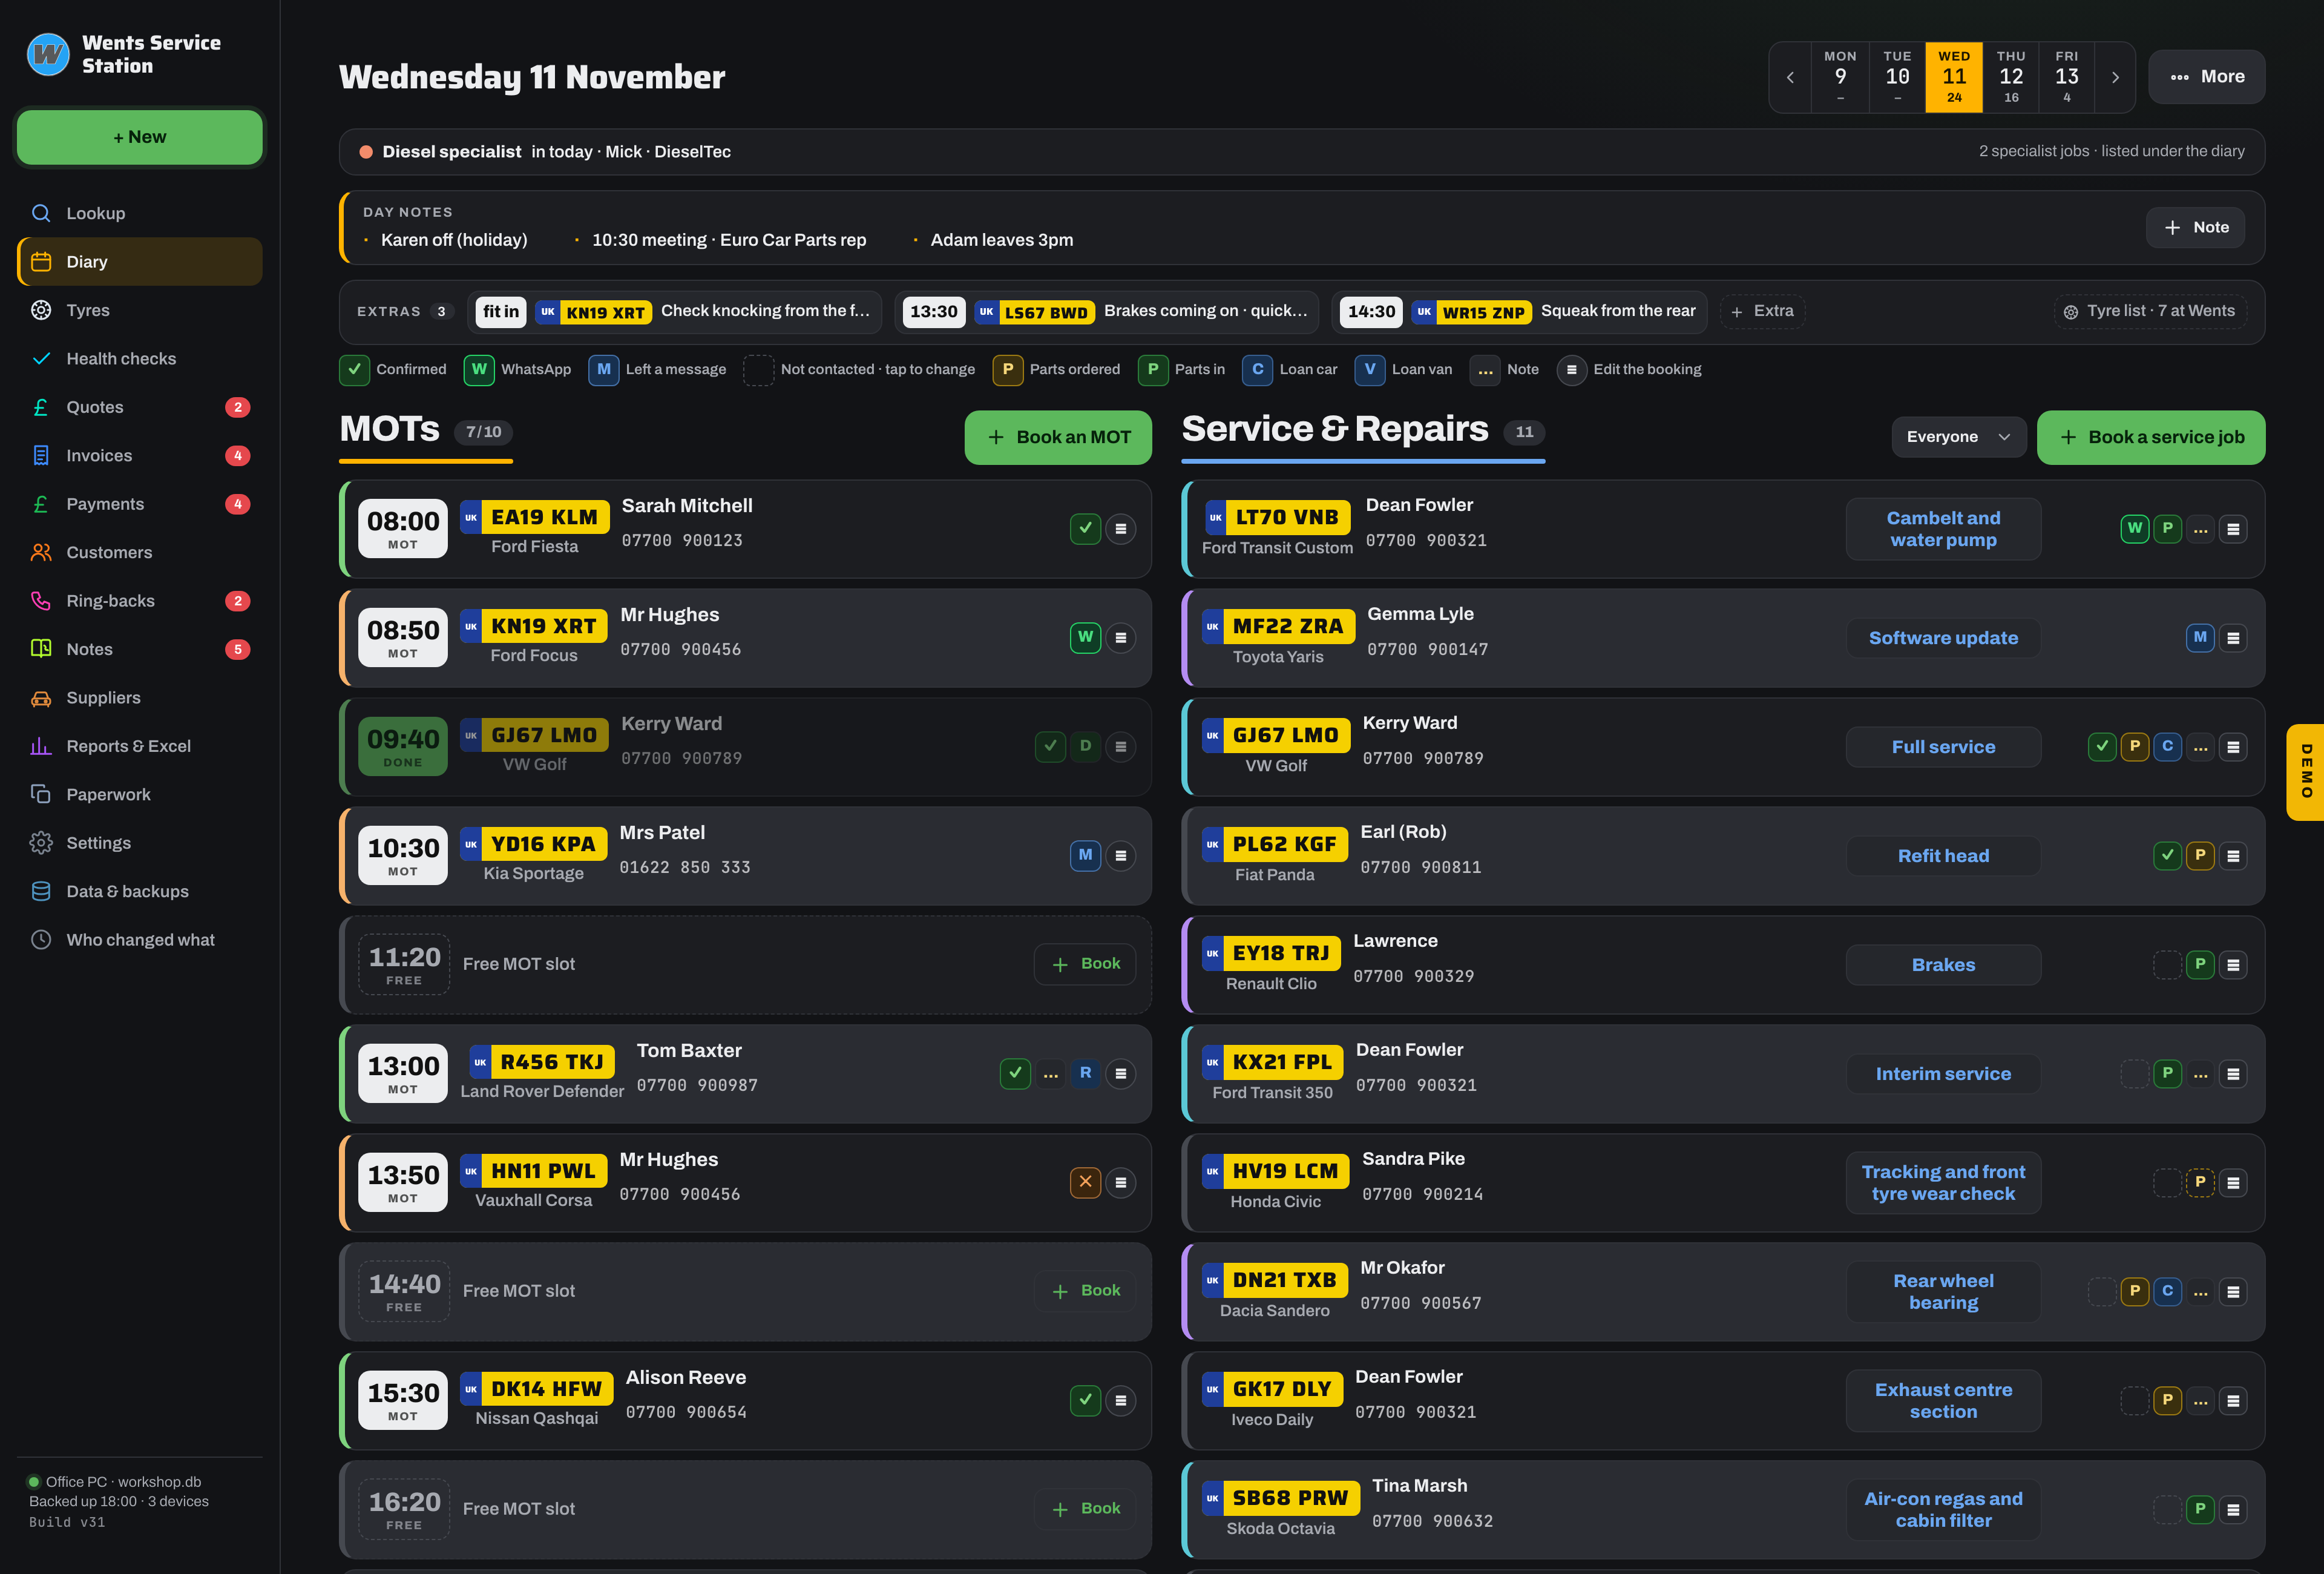 Wents Service
Station
+ New
Lookup
Diary
Tyres
Health checks
Quotes 2
Invoices 4
Payments 4
Customers
Ring-backs 2
Notes 5
Suppliers
Reports & Excel
Paperwork
Settings
Data & backups
Who changed what
Office PC · workshop.db
Backed up 18:00 · 3 devices
Build v31
Wednesday 11 November
MON TUE WED THU FRI
9 10 11 12 13
– – 24 16 4
More
Diesel specialist in today · Mick · DieselTec
2 specialist jobs · listed under the diary
DAY NOTES
· Karen off (holiday) · 10:30 meeting · Euro Car Parts rep · Adam leaves 3pm
+ Note
EXTRAS 3
fit in UK KN19 XRT Check knocking from the f...
13:30 UK LS67 BWD Brakes coming on · quick...
14:30 UK WR15 ZNP Squeak from the rear
+ Extra
Tyre list · 7 at Wents
Confirmed W WhatsApp M Left a message Not contacted · tap to change P Parts ordered P Parts in C Loan car V Loan van ... Note Edit the booking
MOTs 7/10
+ Book an MOT
08:00 UK EA19 KLM Sarah Mitchell
MOT Ford Fiesta 07700 900123
08:50 UK KN19 XRT Mr Hughes W
MOT Ford Focus 07700 900456
09:40 UK GJ67 LMO Kerry Ward D
DONE VW Golf 07700 900789
10:30 UK YD16 KPA Mrs Patel M
MOT Kia Sportage 01622 850 333
11:20 Free MOT slot + Book
FREE
13:00 UK R456 TKJ Tom Baxter ... R
MOT Land Rover Defender 07700 900987
13:50 UK HN11 PWL Mr Hughes
MOT Vauxhall Corsa 07700 900456
14:40 Free MOT slot + Book
FREE
15:30 UK DK14 HFW Alison Reeve
MOT Nissan Qashqai 07700 900654
16:20 Free MOT slot + Book
FREE
Service & Repairs 11
Everyone
+ Book a service job
UK LT70 VNB Dean Fowler
Ford Transit Custom 07700 900321
Cambelt and
water pump
W P ...
UK MF22 ZRA Gemma Lyle
Toyota Yaris 07700 900147
Software update
M
UK GJ67 LMO Kerry Ward
VW Golf 07700 900789
Full service
P C ...
UK PL62 KGF Earl (Rob)
Fiat Panda 07700 900811
Refit head
P
UK EY18 TRJ Lawrence
Renault Clio 07700 900329
Brakes
P
UK KX21 FPL Dean Fowler
Ford Transit 350 07700 900321
Interim service
P ...
UK HV19 LCM Sandra Pike
Honda Civic 07700 900214
Tracking and front
tyre wear check
P
UK DN21 TXB Mr Okafor
Dacia Sandero 07700 900567
Rear wheel
bearing
P C ...
UK GK17 DLY Dean Fowler
Iveco Daily 07700 900321
Exhaust centre
section
P ...
UK SB68 PRW Tina Marsh
Skoda Octavia 07700 900632
Air-con regas and
cabin filter
P
DEMO